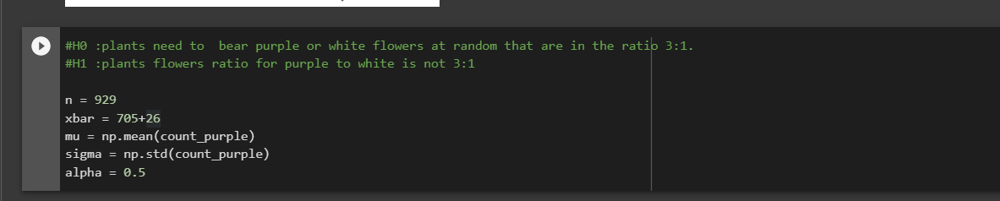 #H0 :plants need to  bear purple or white flowers at random that are in the ratio 3:1.
#H1 :plants flowers ratio for purple to white is not 3:1
n = 929
xbar = 705+26
mu = np.mean(count_purple)
sigma = np.std(count_purple)
alpha = 0.5